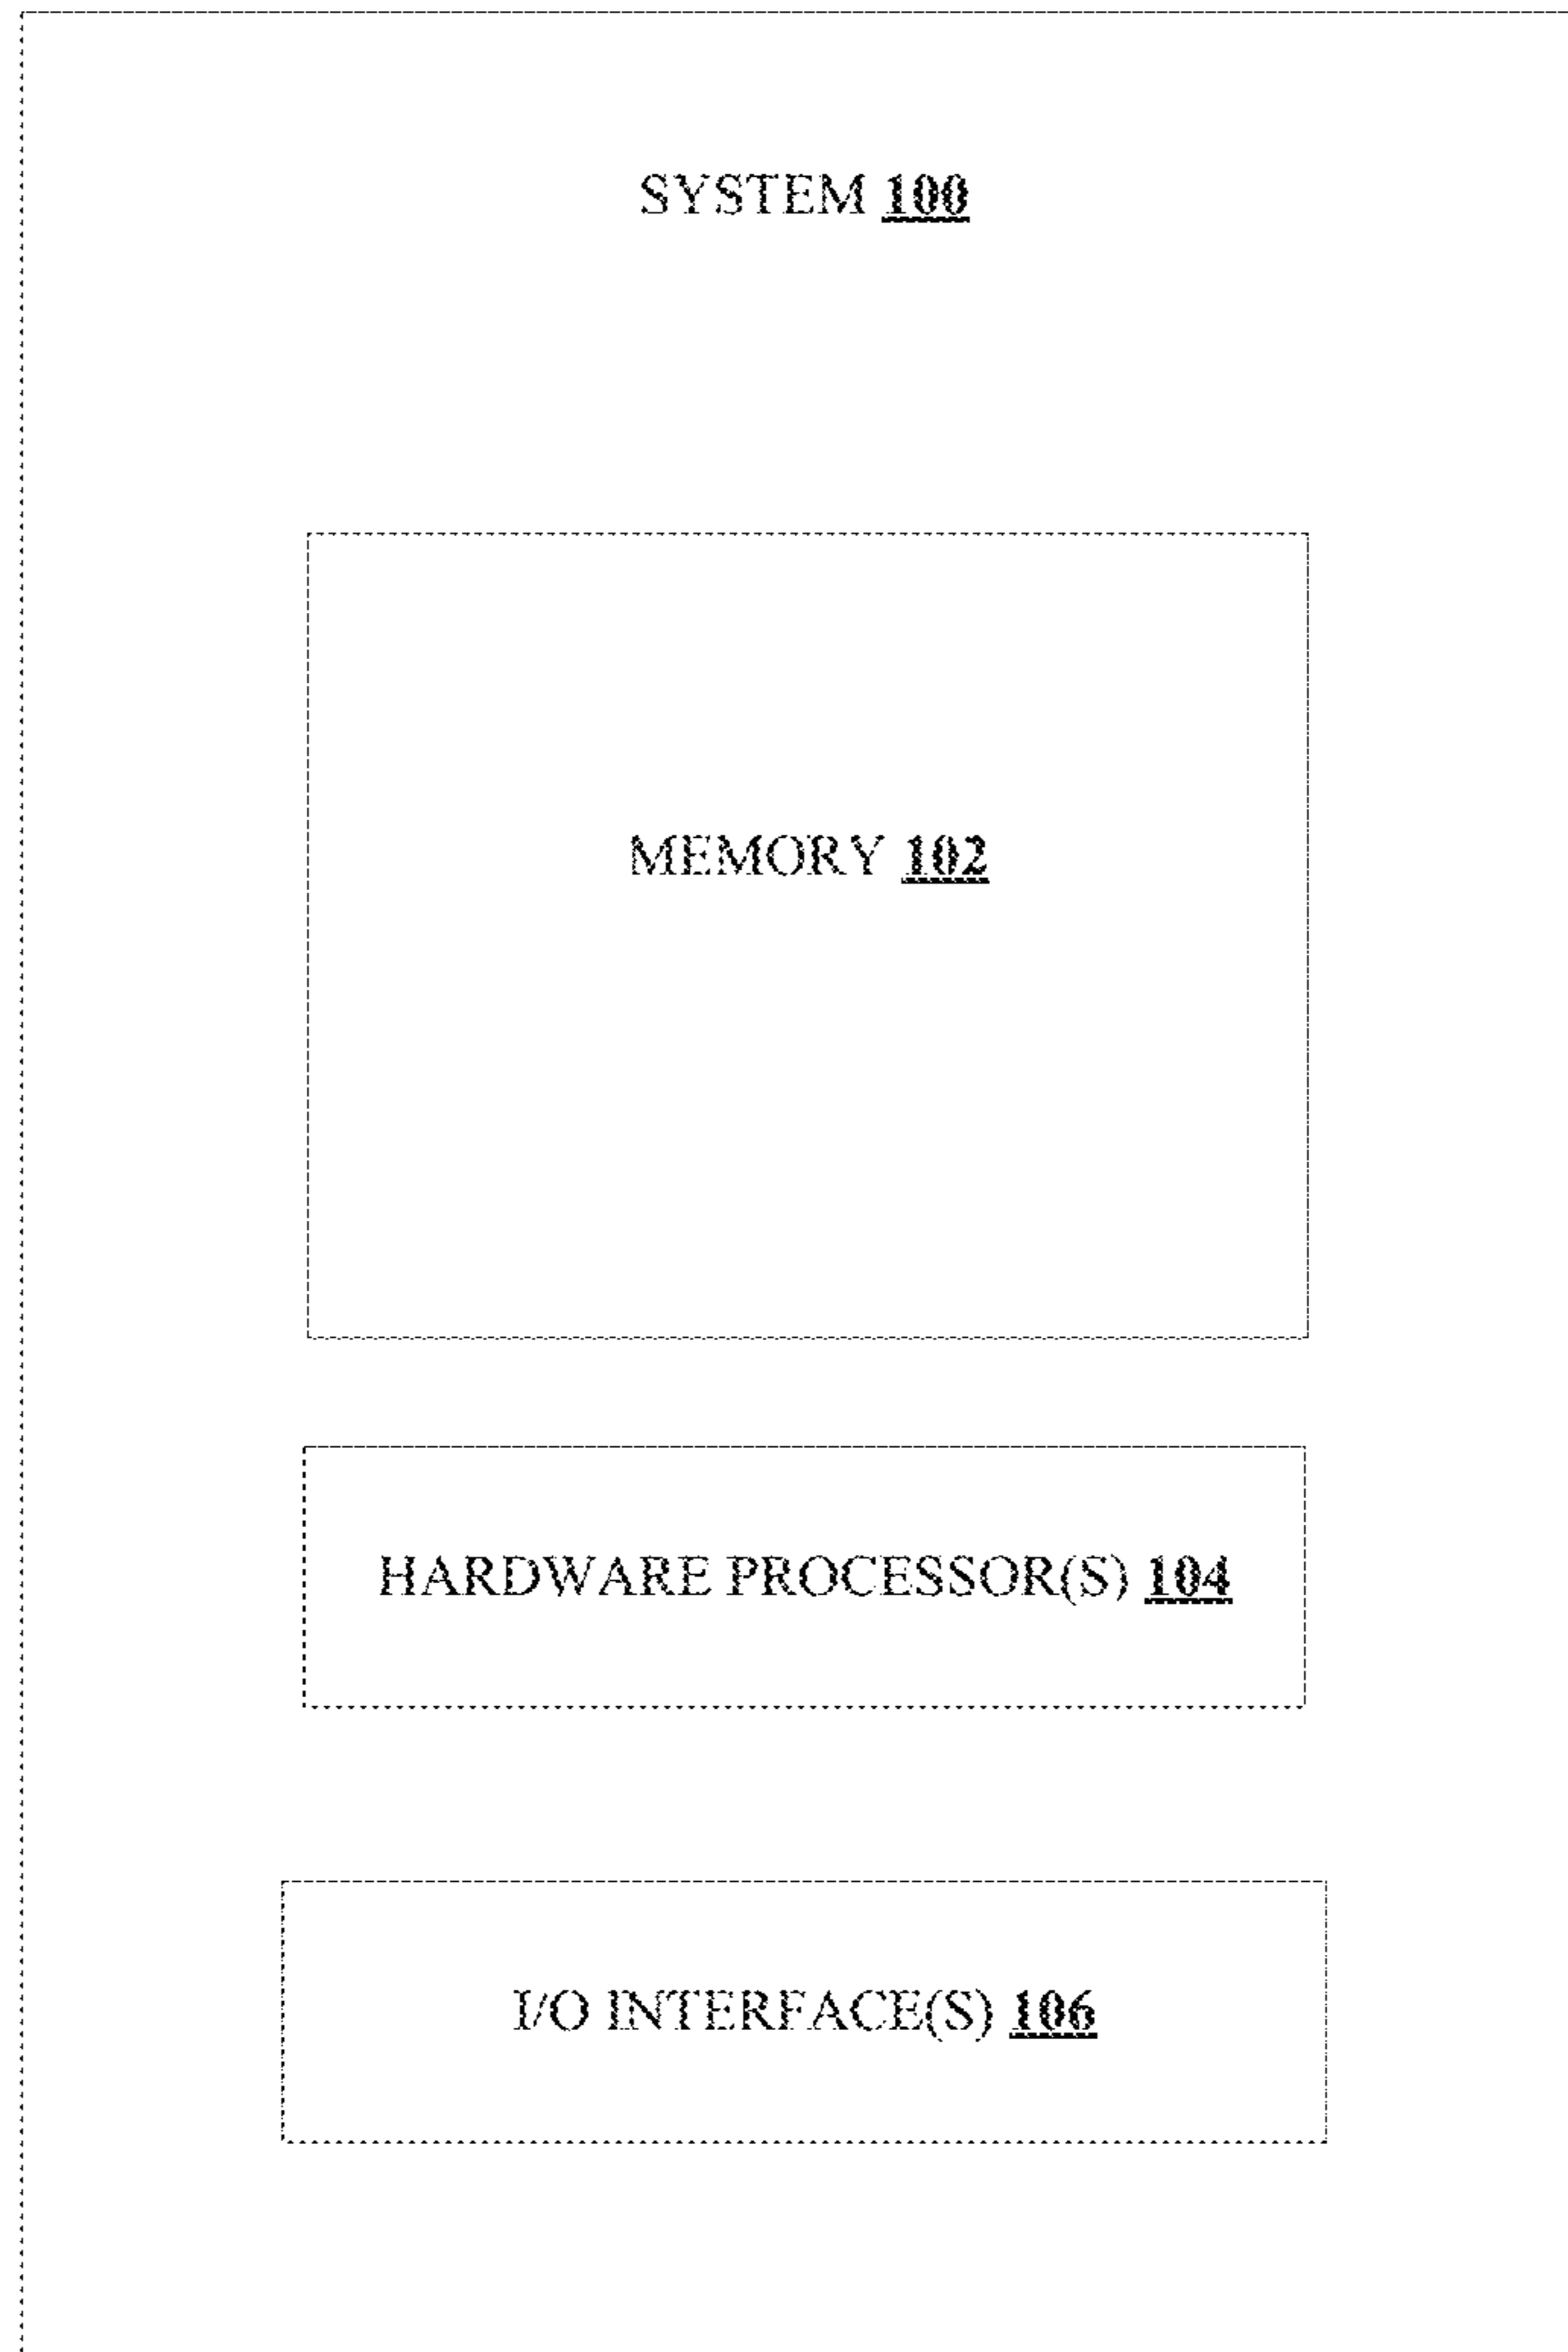 SYSTEM 100
MEMORY 102
HARDWARE PROCESSOR(S) 104
I/O INTERFACE(S) 106